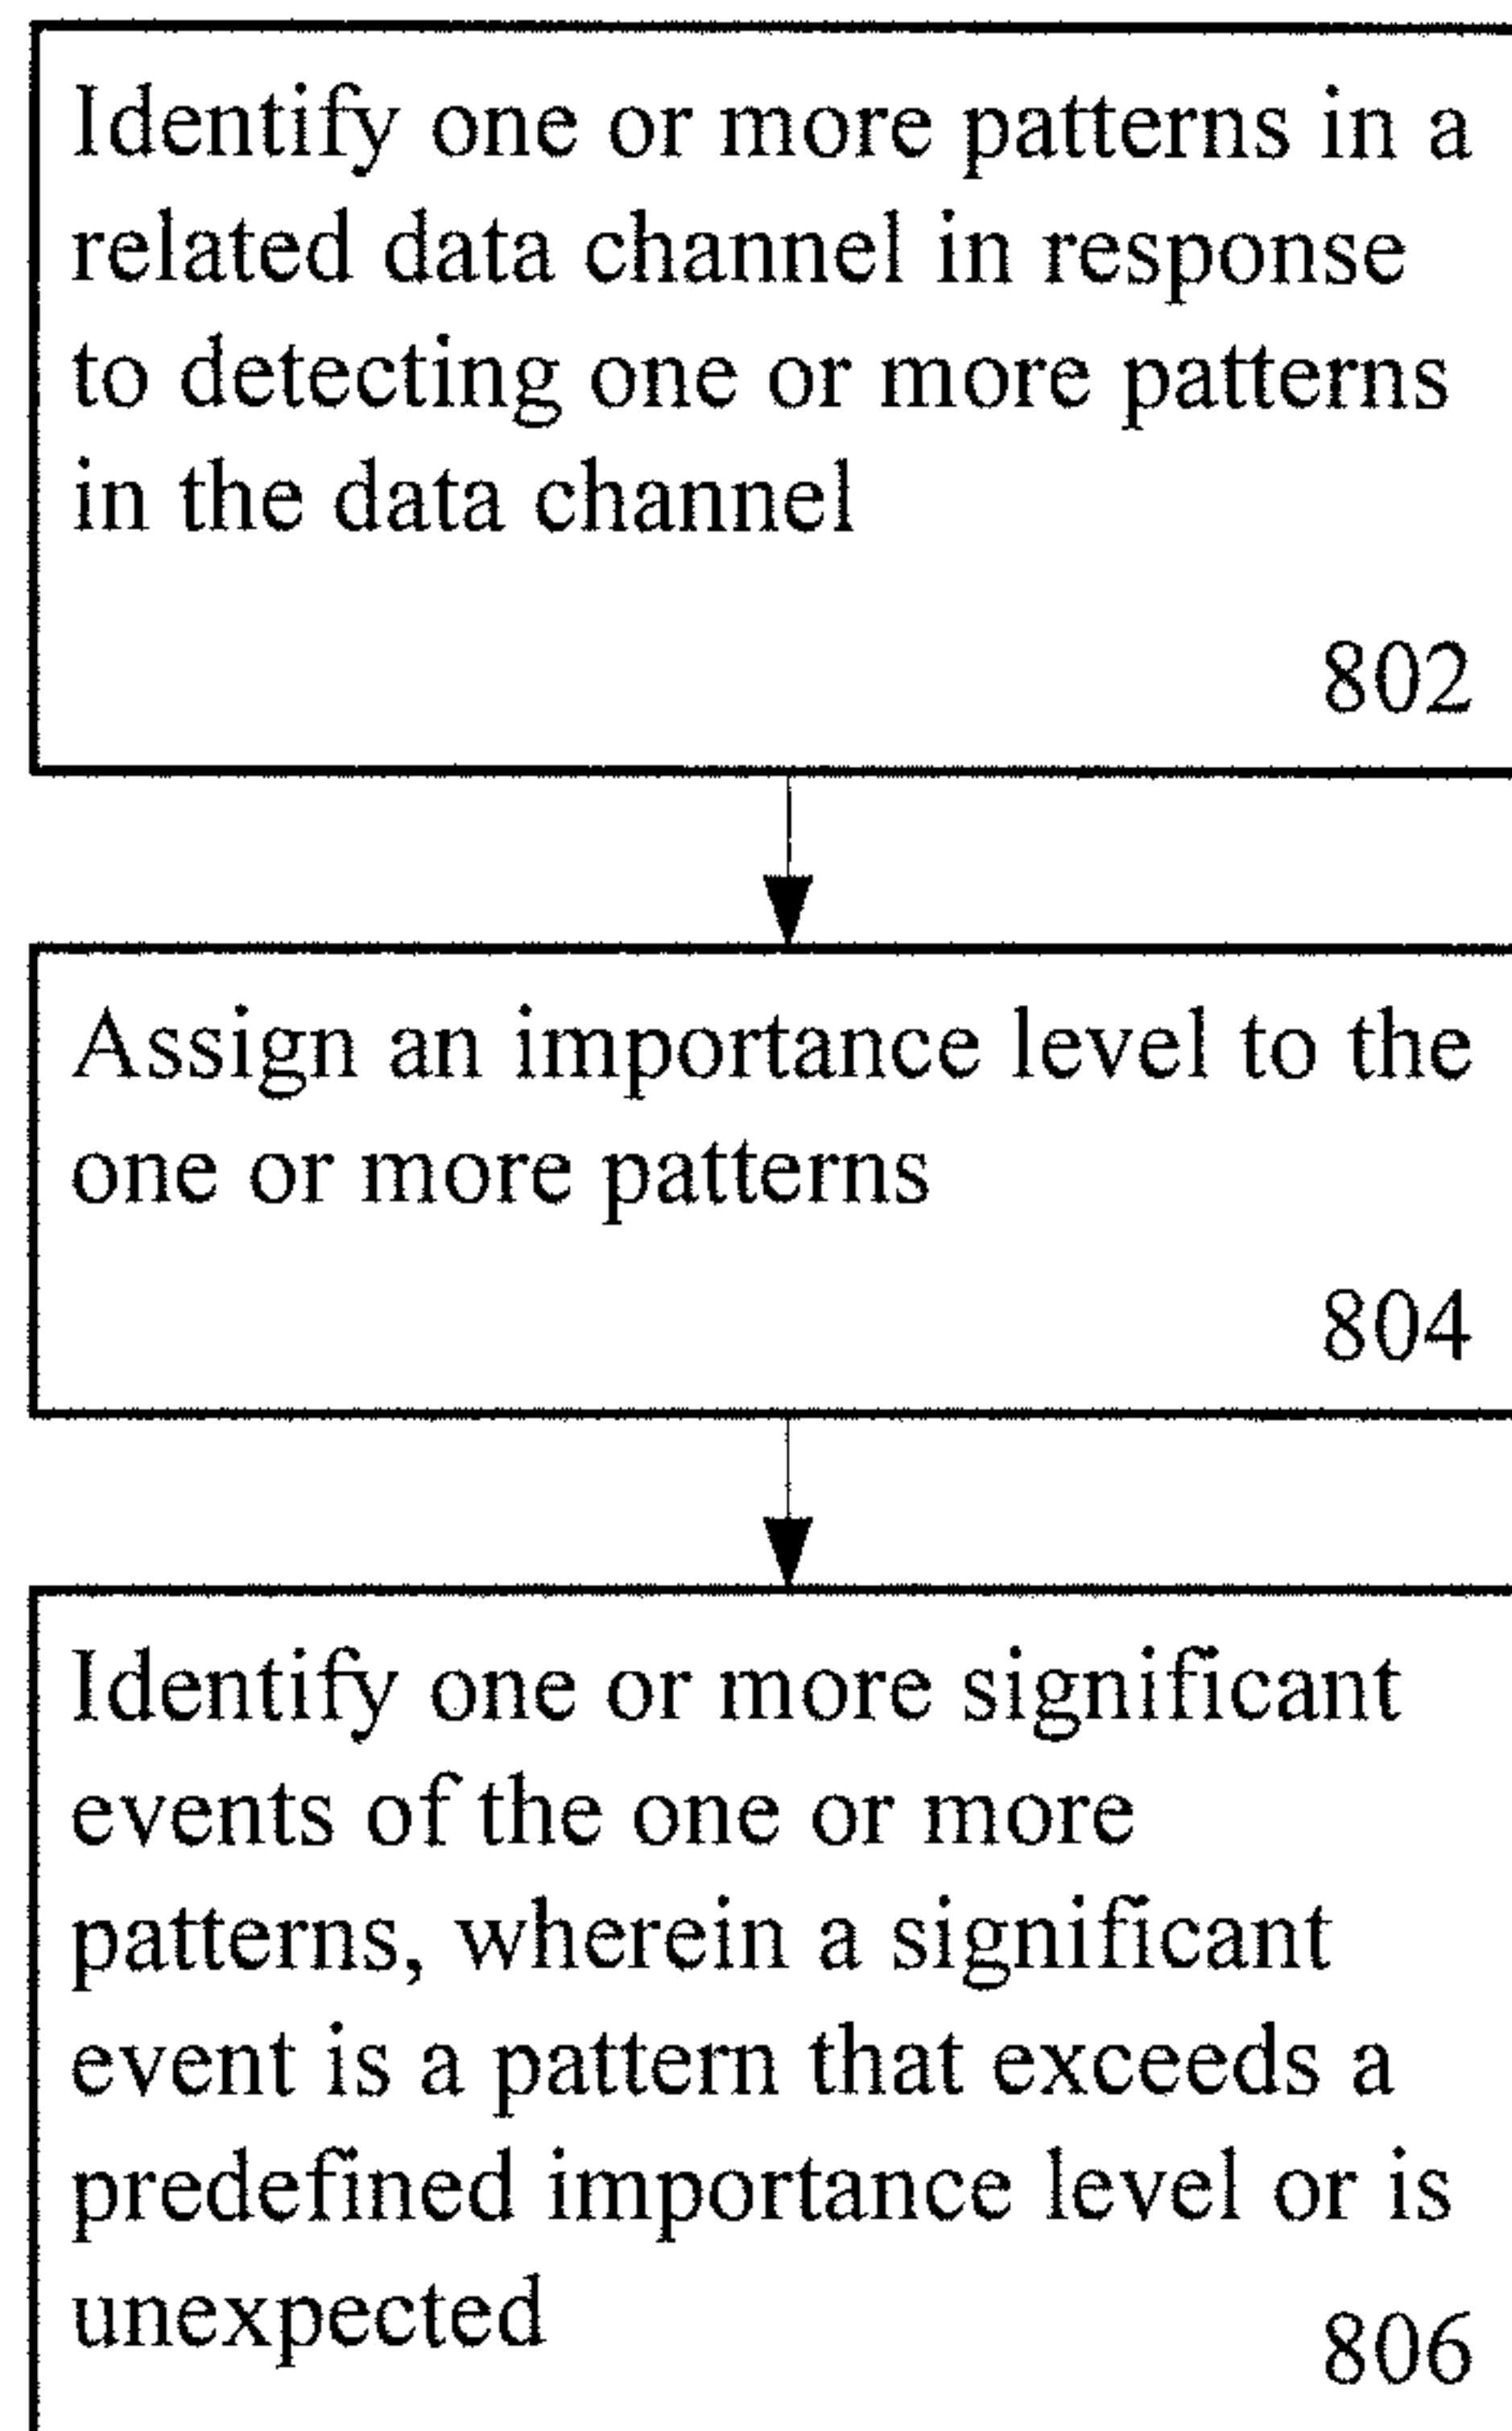 Identify one or more patterns in a
related data channel in response
to detecting one or more patterns
in the data channel
802
Assign an importance level to the
one or more patterns
804
Identify one or more significant
events of the one or more
patterns, wherein a significant
event is a pattern that exceeds a
predefined importance level or is
unexpected
806